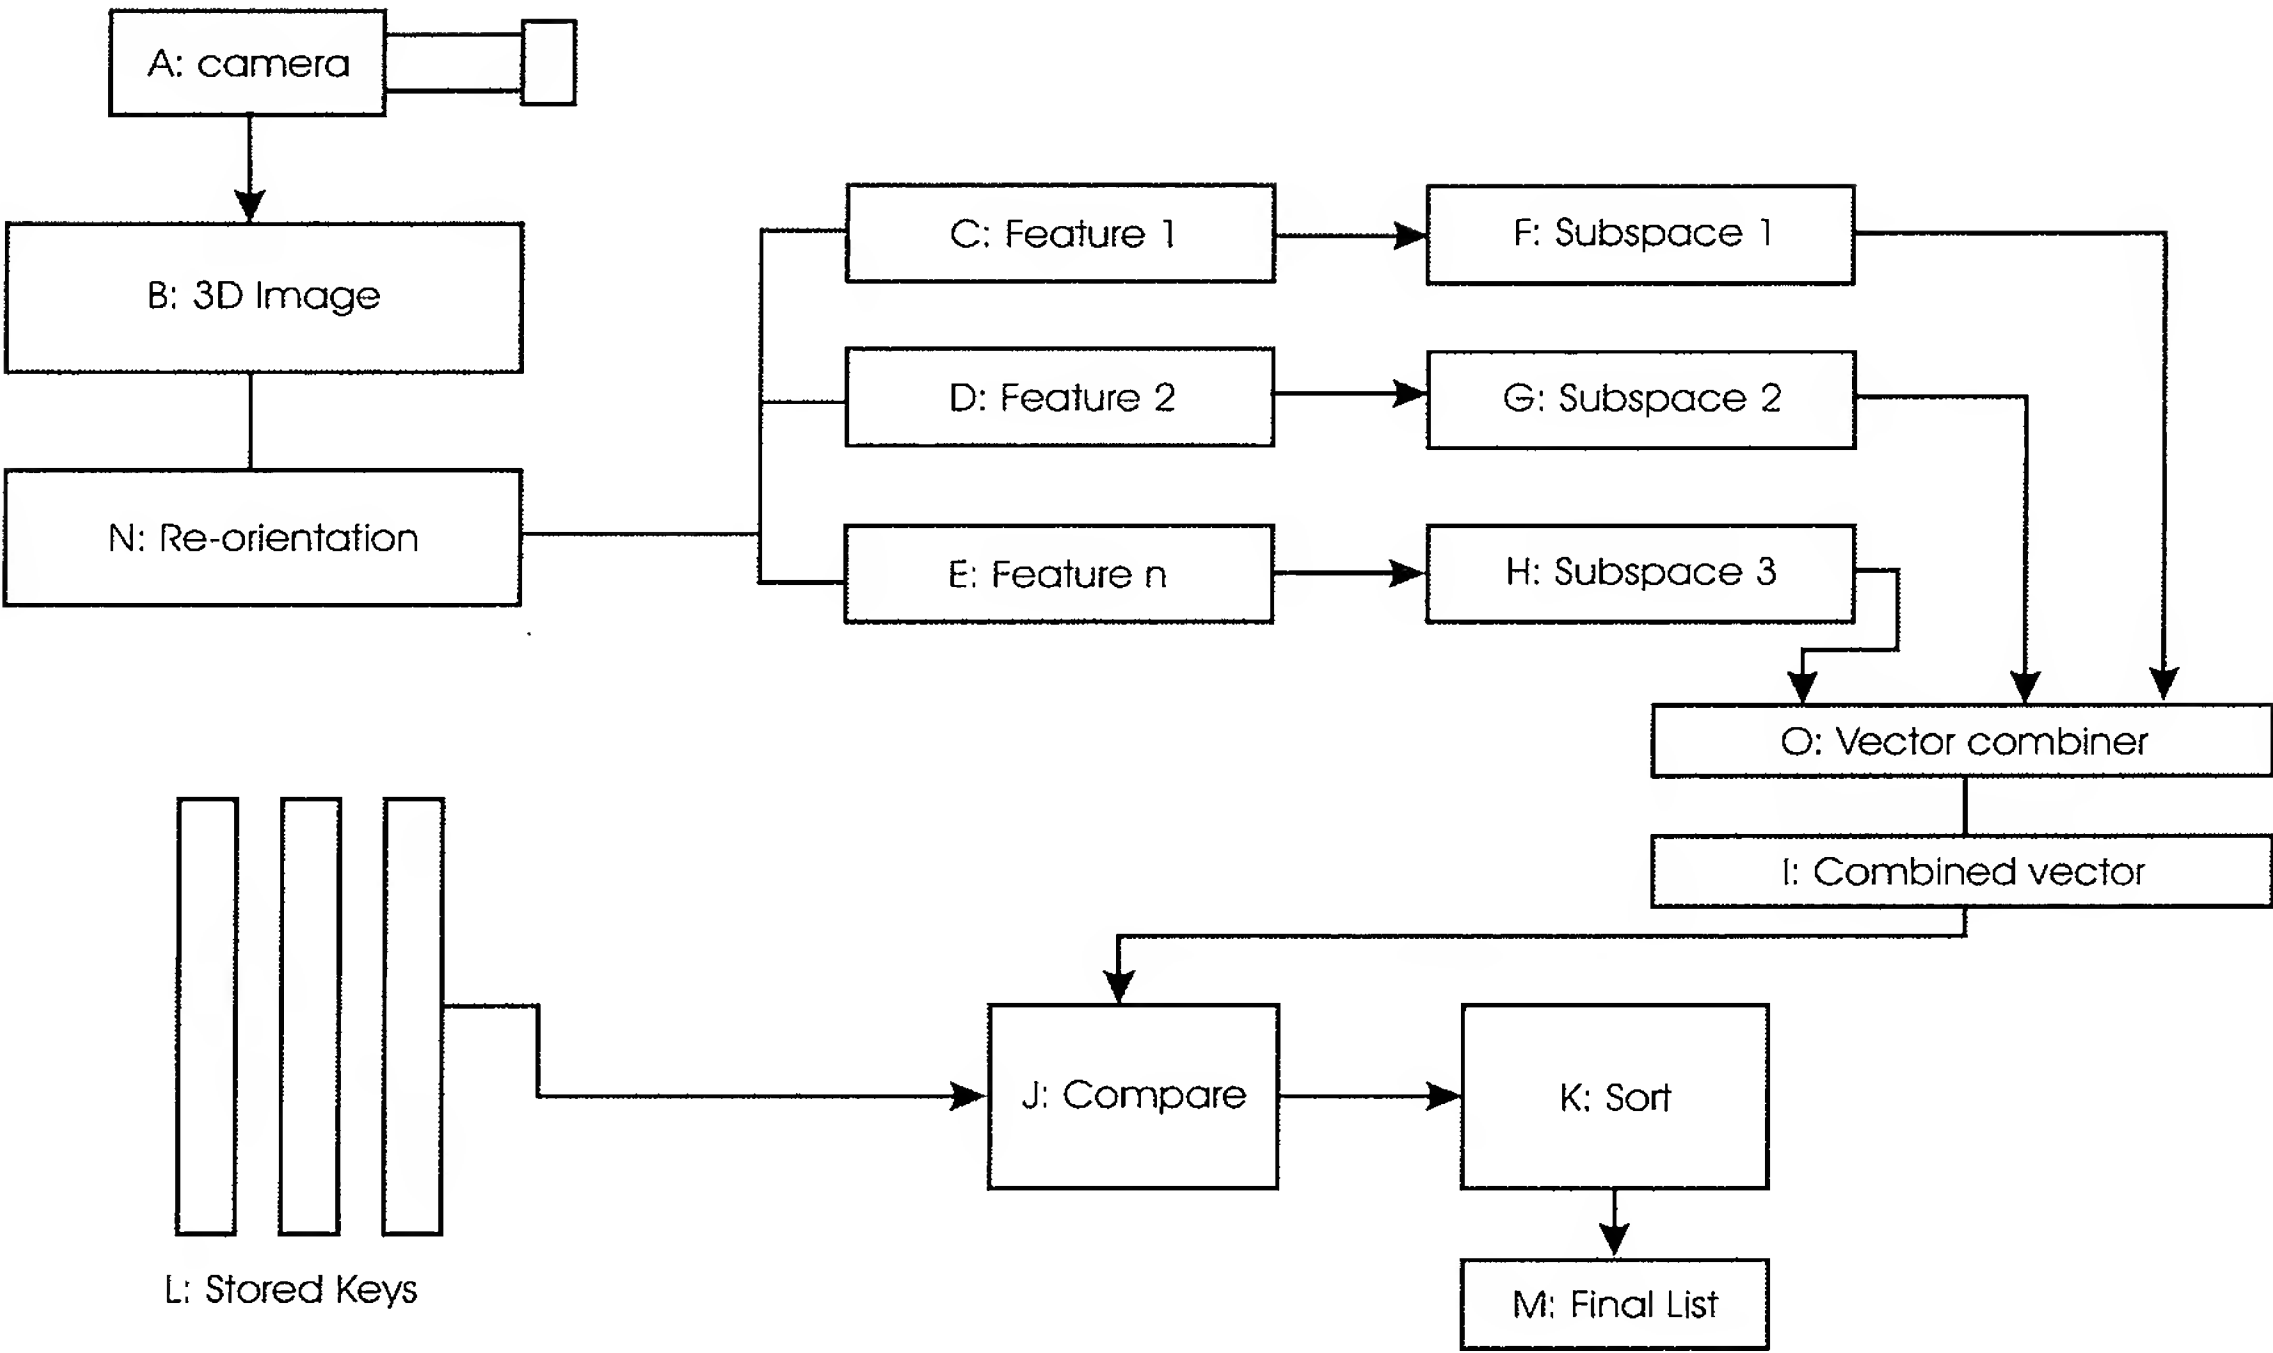 A: camera
B: 3D Image
N: Re-orientation
C: Feature 1
F: Subspace 1
D: Feature 2
G: Subspace 2
E: Feature n
H: Subspace 3
O: Vector combiner
I: Combined vector
L: Stored Keys
J: Compare
K: Sort
M: Final List